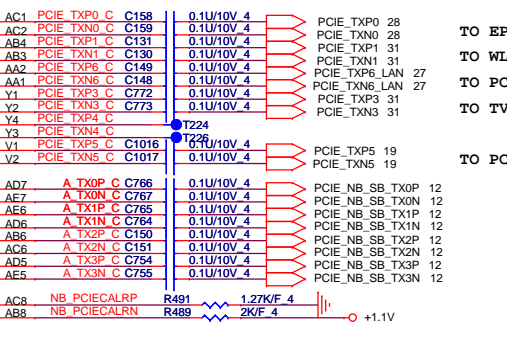 AC1 PCIE_TXP0_C C158 0.1U/10V_4 PCIE_TXP0 28
AC2 PCIE_TXN0_C C159 0.1U/10V_4 PCIE_TXN0 28 TO EP
AB4 PCIE_TXP1_C C131 0.1U/10V_4 PCIE_TXP1 31
AB3 PCIE_TXN1_C C130 0.1U/10V_4 PCIE_TXN1 31 TO WL
AA2 PCIE_TXP6_C C149 0.1U/10V_4 PCIE_TXP6_LAN 27
AA1 PCIE_TXN6_C C148 0.1U/10V_4 PCIE_TXN6_LAN 27 TO PC
Y1 PCIE_TXP3_C C772 0.1U/10V_4 PCIE_TXP3 31
Y2 PCIE_TXN3_C C773 0.1U/10V_4 PCIE_TXN3 31 TO TV
Y4 PCIE_TXP4_C T224
Y3 PCIE_TXN4_C T226
V1 PCIE_TXP5_C C1016 0.1U/10V_4 PCIE_TXP5 19
V2 PCIE_TXN5_C C1017 0.1U/10V_4 PCIE_TXN5 19 TO PC
AD7 A_TX0P_C C766 0.1U/10V_4 PCIE_NB_SB_TX0P 12
AE7 A_TX0N_C C767 0.1U/10V_4 PCIE_NB_SB_TX0N 12
AE6 A_TX1P_C C765 0.1U/10V_4 PCIE_NB_SB_TX1P 12
AD6 A_TX1N_C C764 0.1U/10V_4 PCIE_NB_SB_TX1N 12
AB6 A_TX2P_C C150 0.1U/10V_4 PCIE_NB_SB_TX2P 12
AC6 A_TX2N_C C151 0.1U/10V_4 PCIE_NB_SB_TX2N 12
AD5 A_TX3P_C C754 0.1U/10V_4 PCIE_NB_SB_TX3P 12
AE5 A_TX3N_C C755 0.1U/10V_4 PCIE_NB_SB_TX3N 12
AC8 NB_PCIECALRP R491 1.27K/F_4
AB8 NB_PCIECALRN R489 2K/F_4 +1.1V